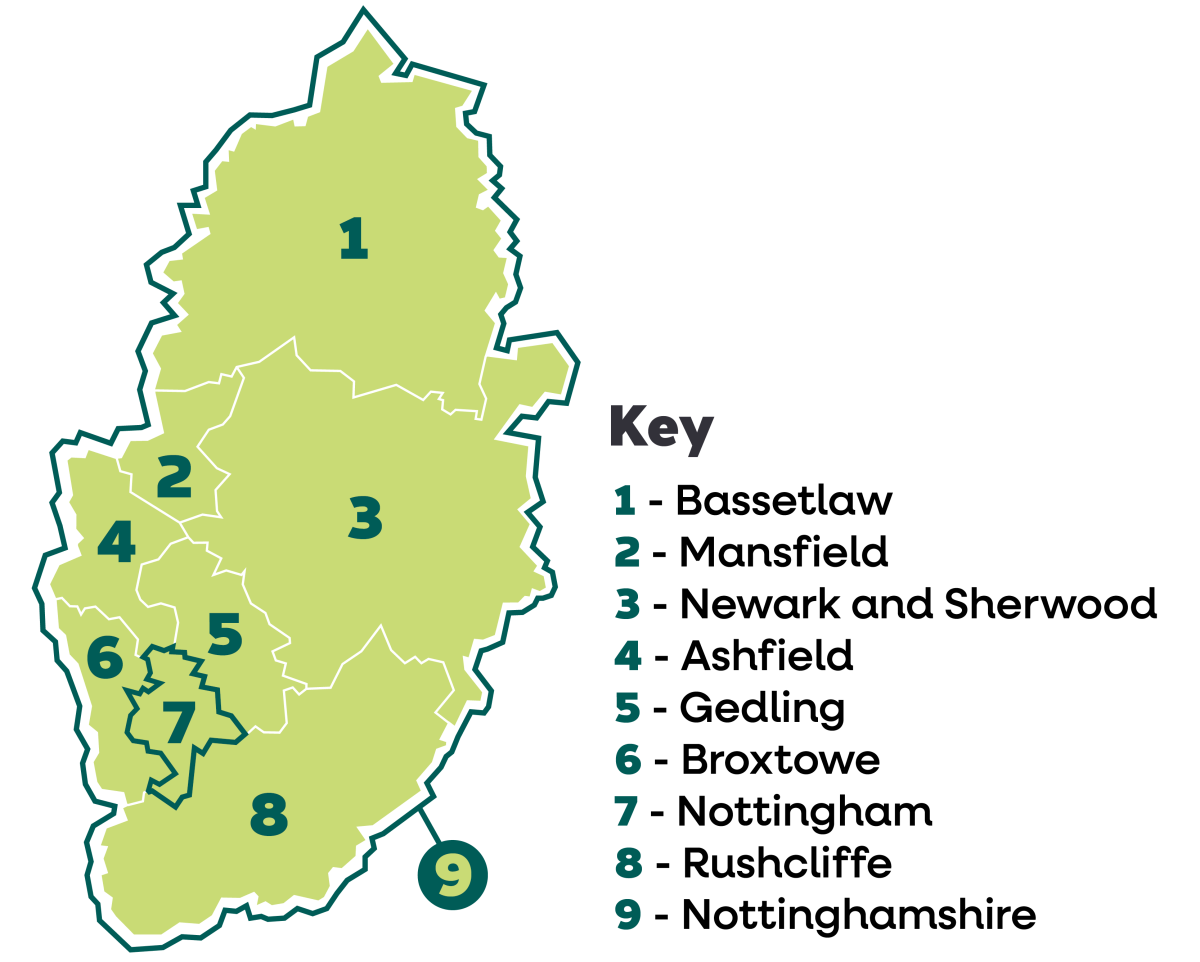 1
2
3
4
5
6
7
8
9
Key
1 - Bassetlaw
2 - Mansfield
3 - Newark and Sherwood
4 - Ashfield
5 - Gedling
6 - Broxtowe
7 - Nottingham
8 - Rushcliffe
9 - Nottinghamshire